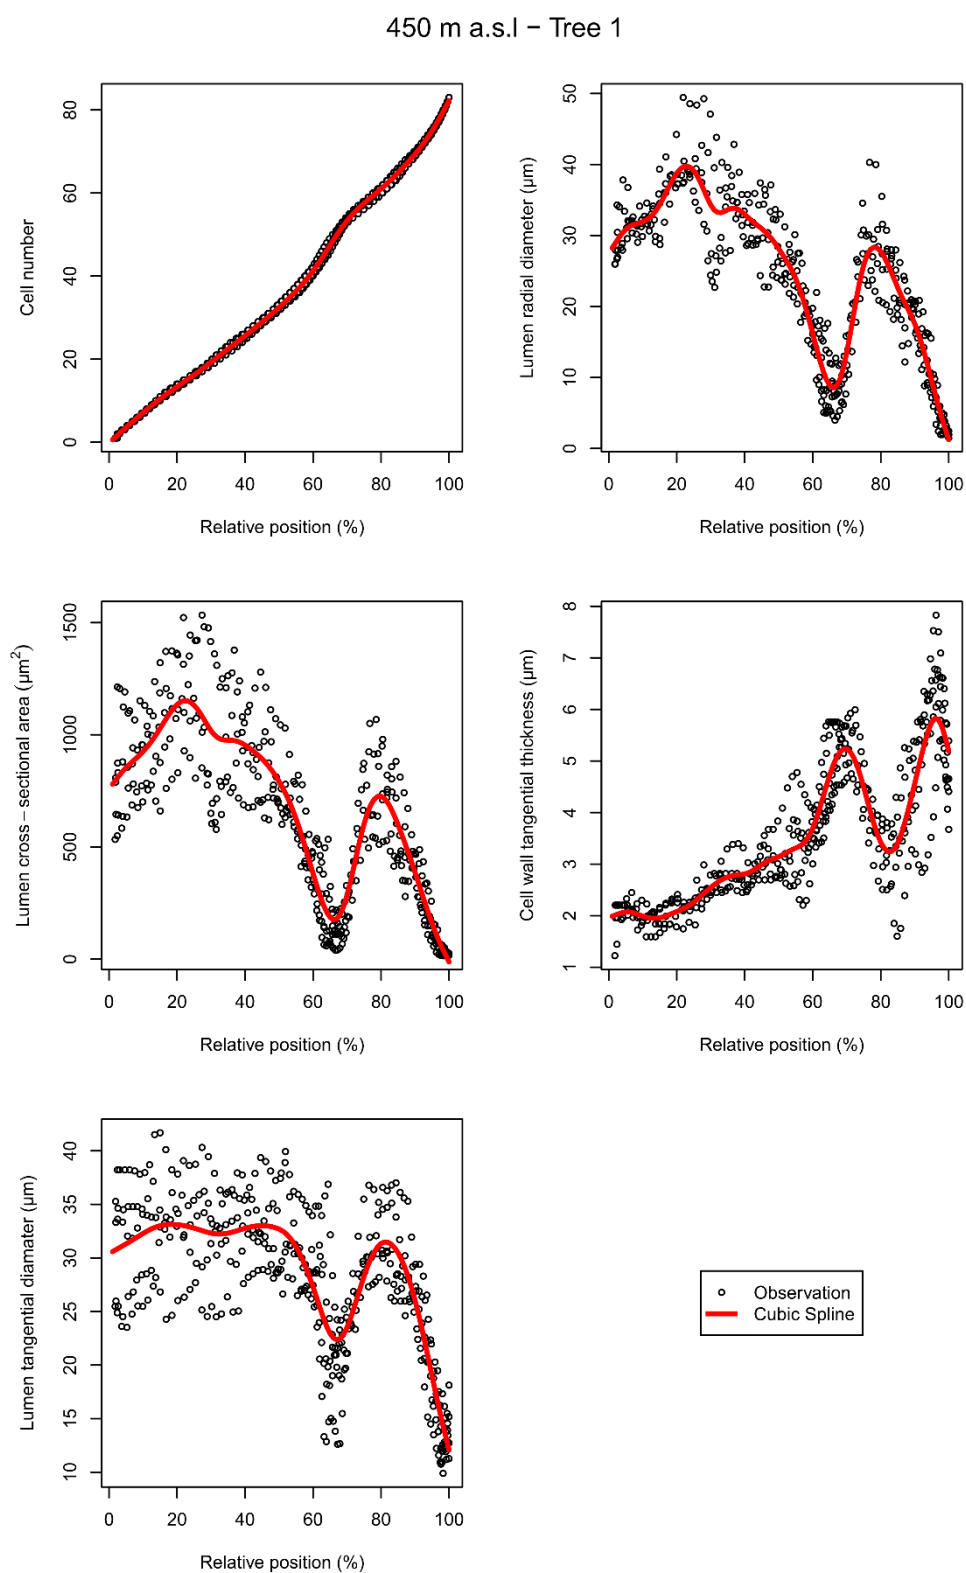 450 m a.s.l − Tree 1
Cell number
0
20
40
60
80
0 20 40 60 80 100
Relative position (%)
Lumen radial diameter (μm)
0
10
20
30
40
50
0 20 40 60 80 100
Relative position (%)
Lumen cross − sectional area (μm²)
0
500
1000
1500
0 20 40 60 80 100
Relative position (%)
Cell wall tangential thickness (μm)
1
2
3
4
5
6
7
8
0 20 40 60 80 100
Relative position (%)
Lumen tangential diamater (μm)
10
15
20
25
30
35
40
0 20 40 60 80 100
Relative position (%)
Observation
Cubic Spline